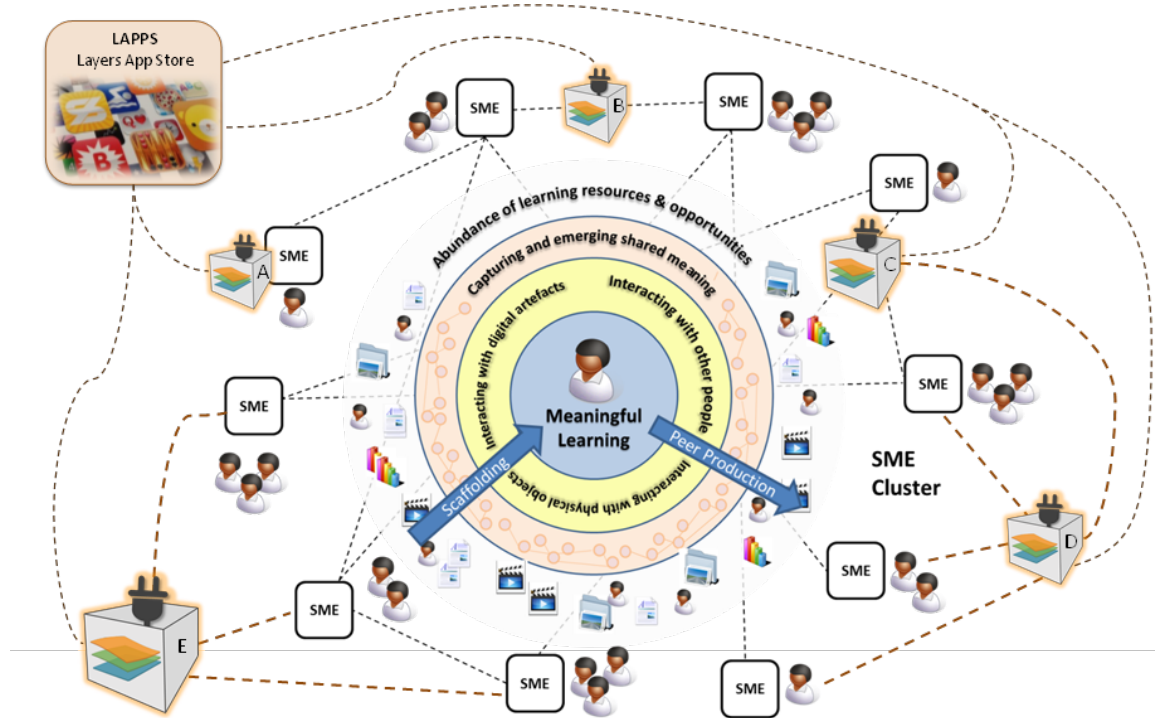 LAPPS
Layers App Store
B
SME
SME
SME
Abundance of learning resources & opportunities
Capturing and emerging shared meaning
A
SME
C
Interacting with digital artefacts
Interacting with other people
SME
SME
Meaningful
Learning
Scaffolding
Peer Production
Interacting with physical objects
SME
Cluster
D
SME
SME
E
SME
SME
B